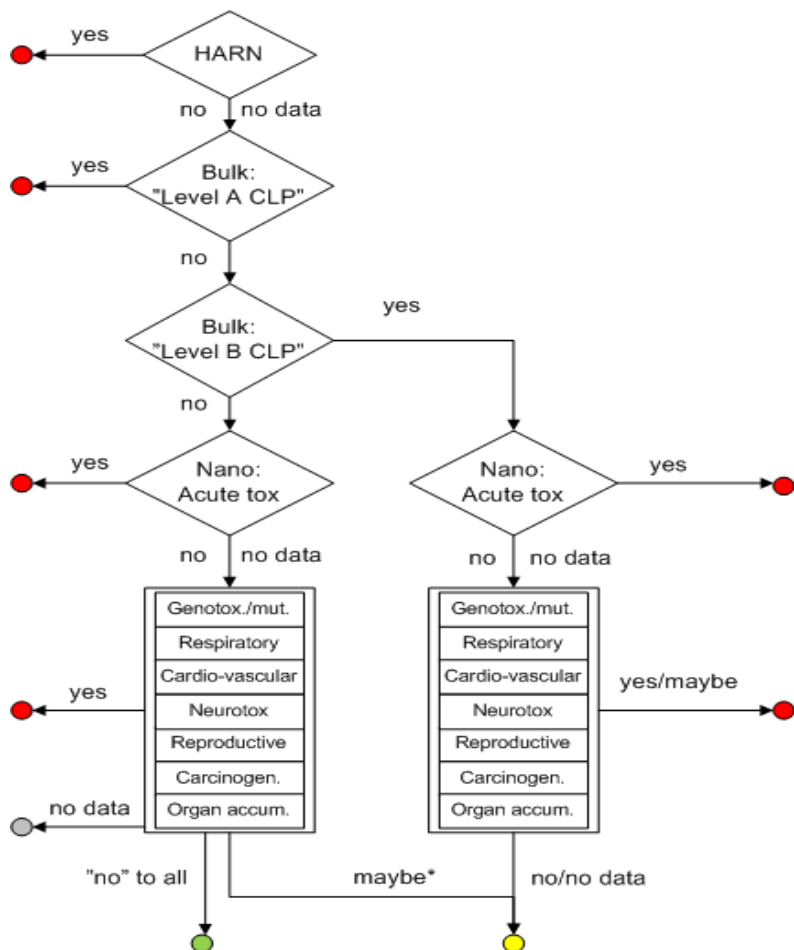 yes
HARN
no
no data
yes
Bulk:
"Level A CLP"
no
yes
Bulk:
"Level B CLP"
no
yes
Nano:
Acute tox
Nano:
Acute tox
yes
no
no data
no
no data
Genotox./mut.
Respiratory
Cardio-vascular
Neurotox
Reproductive
Carcinogen.
Organ accum.
Genotox./mut.
Respiratory
Cardio-vascular
Neurotox
Reproductive
Carcinogen.
Organ accum.
yes
yes/maybe
no data
"no" to all
maybe*
no/no data